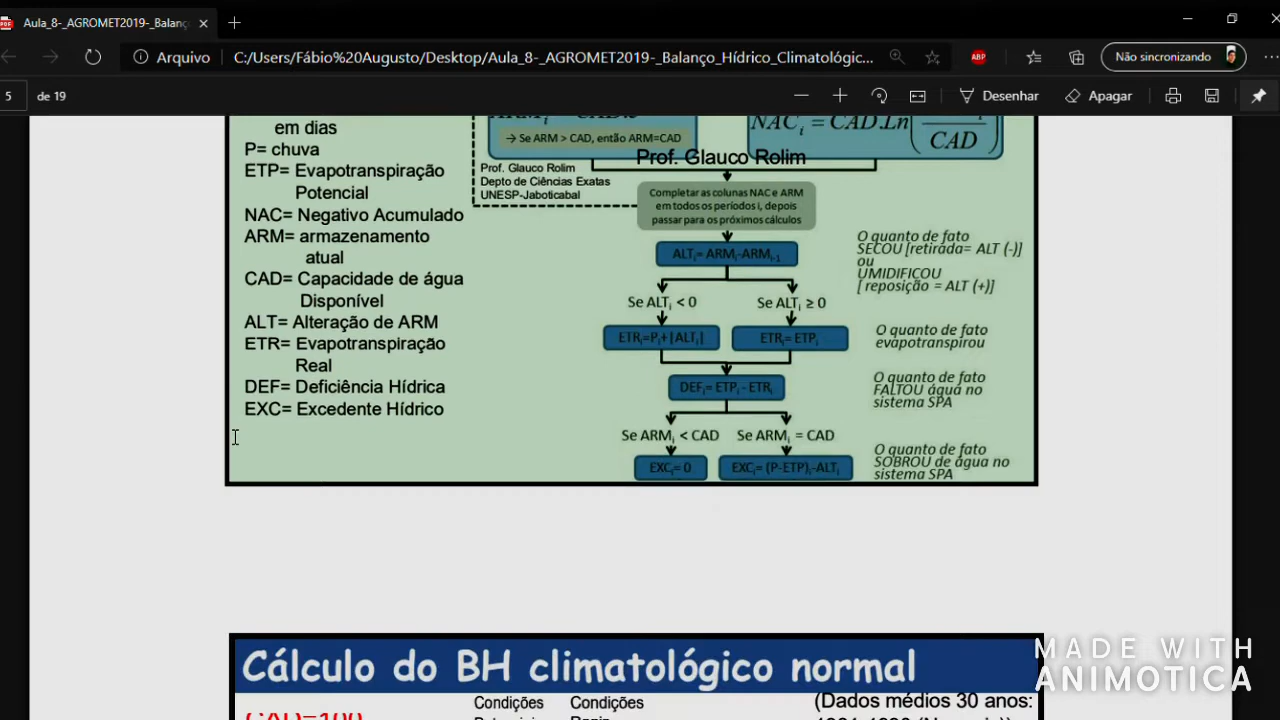 Aula_8-_AGROMET2019-_Balanç
Arquivo
C:/Users/Fábio%20Augusto/Desktop/Aula_8-_AGROMET2019-_Balanço_Hídrico_Climatológic...
ABP
Não sincronizando
5 de 19
Desenhar
Apagar
em dias
P= chuva
ETP= Evapotranspiração
Potencial
NAC= Negativo Acumulado
ARM= armazenamento
atual
CAD= Capacidade de água
Disponível
ALT= Alteração de ARM
ETR= Evapotranspiração
Real
DEF= Deficiência Hídrica
EXC= Excedente Hídrico
→ Se ARM > CAD, então ARM=CAD
NACi = CAD.Ln
CAD
Prof. Glauco Rolim
Prof. Glauco Rolim
Depto de Ciências Exatas
UNESP-Jaboticabal
Completar as colunas NAC e ARM
em todos os períodos i, depois
passar para os próximos cálculos
ALTi= ARMi-ARMi-1
O quanto de fato
SECOU [retirada= ALT (-)]
ou
UMIDIFICOU
[ reposição = ALT (+)]
Se ALTi < 0
Se ALTi ≥ 0
ETRi=Pi+|ALTi|
ETRi= ETPi
O quanto de fato
evapotranspirou
DEFi= ETPi - ETRi
O quanto de fato
FALTOU água no
sistema SPA
Se ARMi < CAD
Se ARMi = CAD
EXCi= 0
EXCi= (P-ETP)i-ALTi
O quanto de fato
SOBROU de água no
sistema SPA
Cálculo do BH climatológico normal
CAD=100
Condições
Condições
(Dados médios 30 anos:
MADE WITH
ANIMOTICA